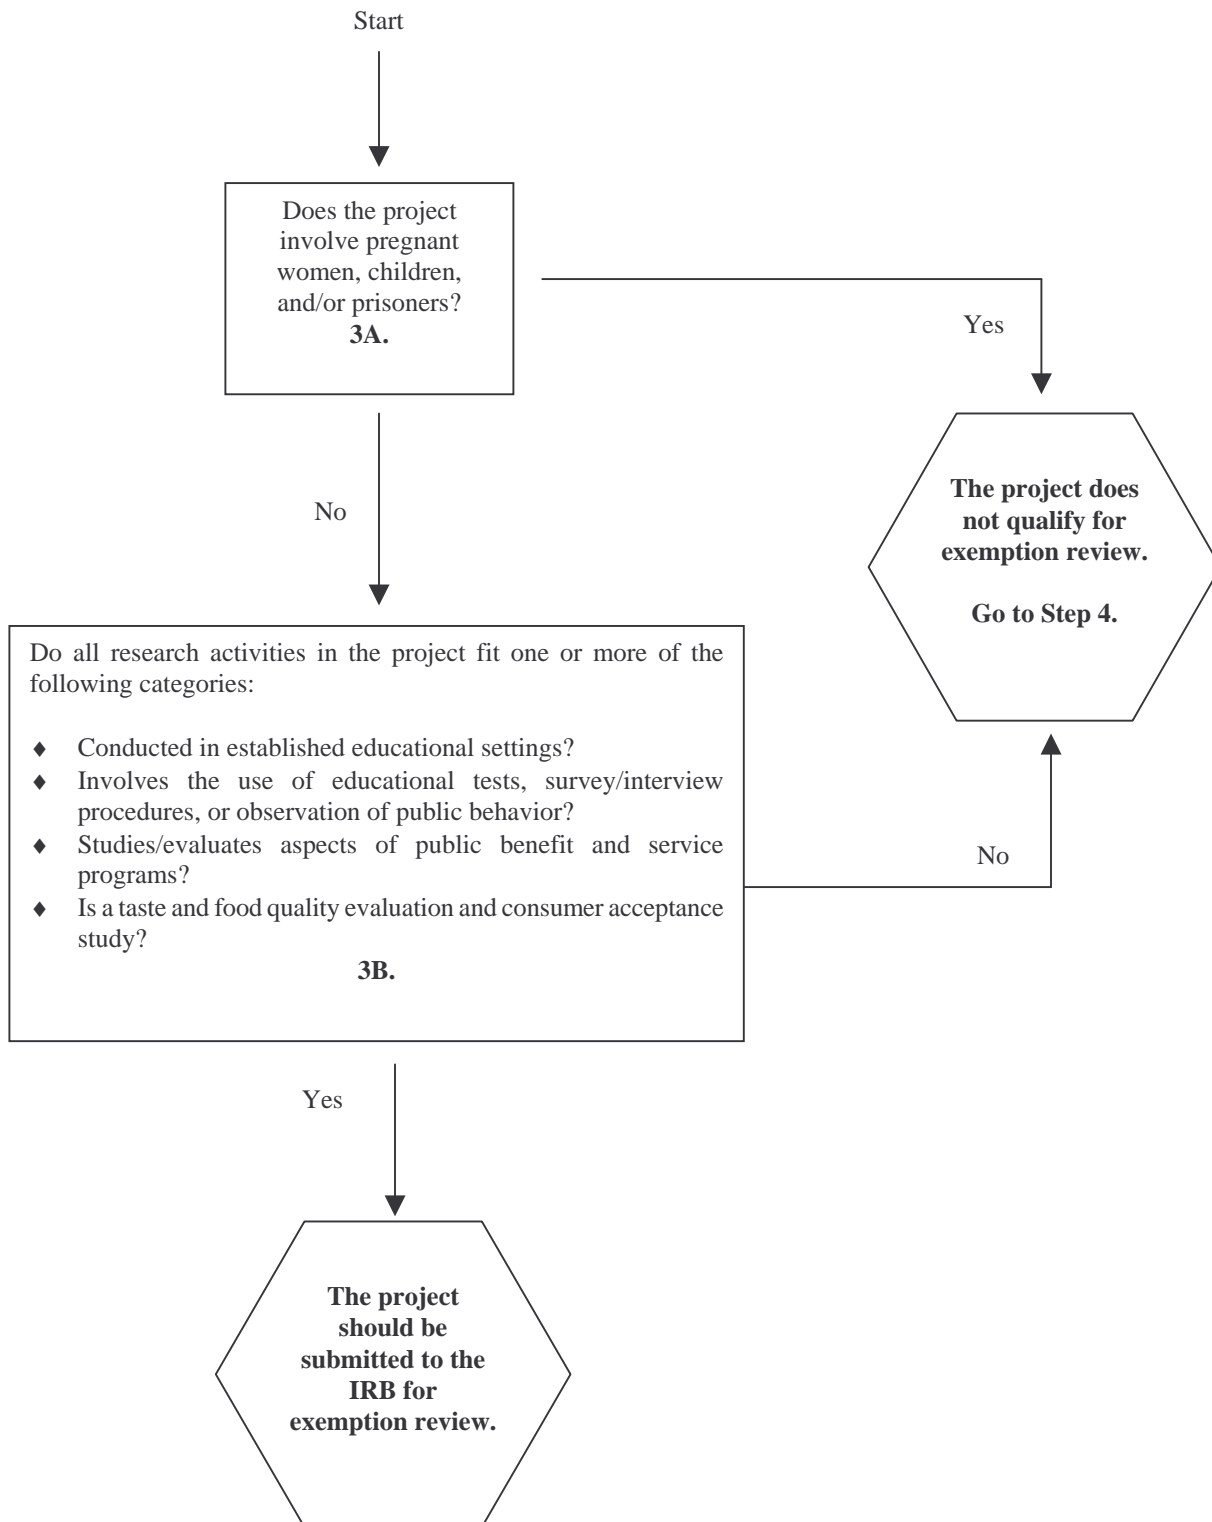 Start
Does the project
involve pregnant
women, children,
and/or prisoners?
3A.
Yes
No
The project does
not qualify for
exemption review.
Go to Step 4.
Do all research activities in the project fit one or more of the
following categories:
♦ Conducted in established educational settings?
♦ Involves the use of educational tests, survey/interview
procedures, or observation of public behavior?
♦ Studies/evaluates aspects of public benefit and service
programs?
♦ Is a taste and food quality evaluation and consumer acceptance
study?
3B.
No
Yes
The project
should be
submitted to the
IRB for
exemption review.